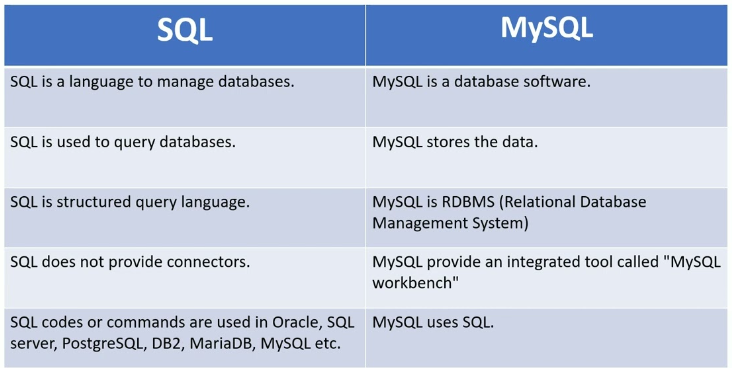 SQL
MySQL
SQL is a language to manage databases.
MySQL is a database software.
SQL is used to query databases.
MySQL stores the data.
SQL is structured query language.
MySQL is RDBMS (Relational Database
Management System)
SQL does not provide connectors.
MySQL provide an integrated tool called "MySQL
workbench"
SQL codes or commands are used in Oracle, SQL
server, PostgreSQL, DB2, MariaDB, MySQL etc.
MySQL uses SQL.